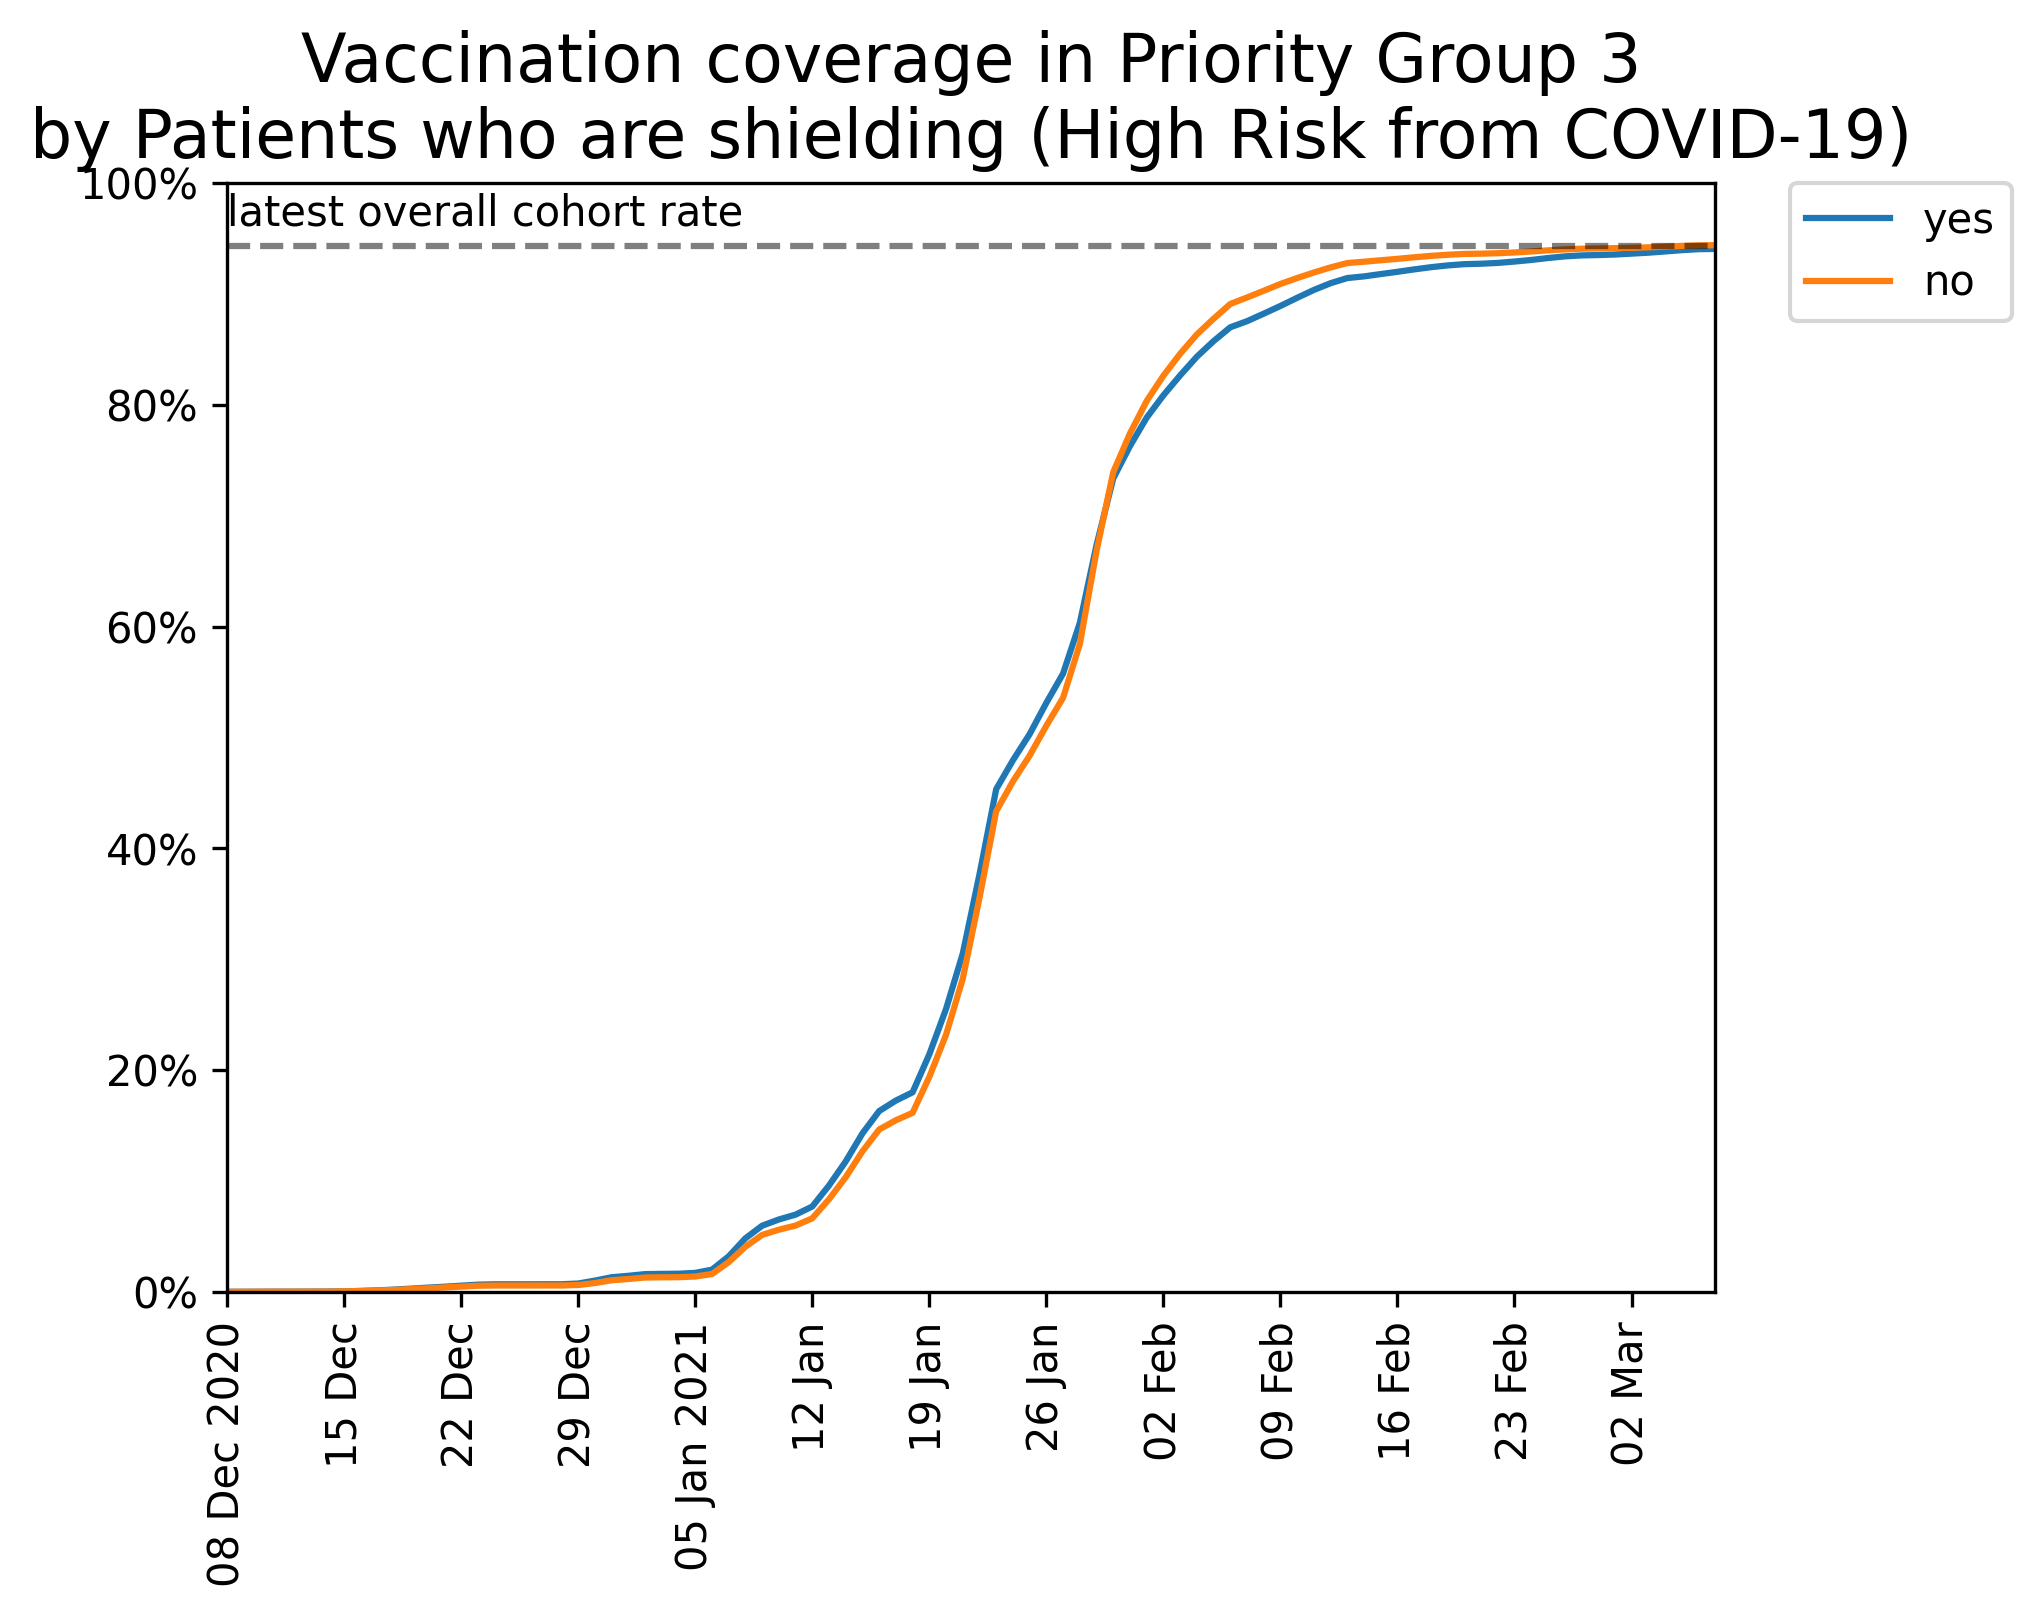 Vaccination coverage in Priority Group 3
by Patients who are shielding (High Risk from COVID-19)
100%
latest overall cohort rate
yes
no
80%
60%
40%
20%
0%
08 Dec 2020
15 Dec
22 Dec
29 Dec
05 Jan 2021
12 Jan
19 Jan
26 Jan
02 Feb
09 Feb
16 Feb
23 Feb
02 Mar